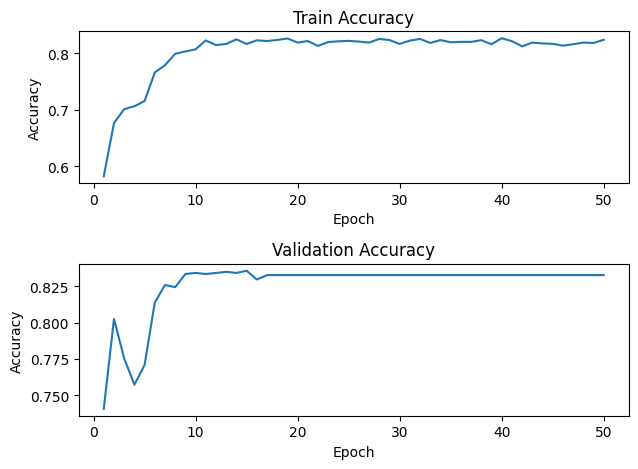 Train Accuracy
Accuracy
0.8
0.7
0.6
0 10 20 30 40 50
Epoch
Validation Accuracy
Accuracy
0.825
0.800
0.775
0.750
0 10 20 30 40 50
Epoch